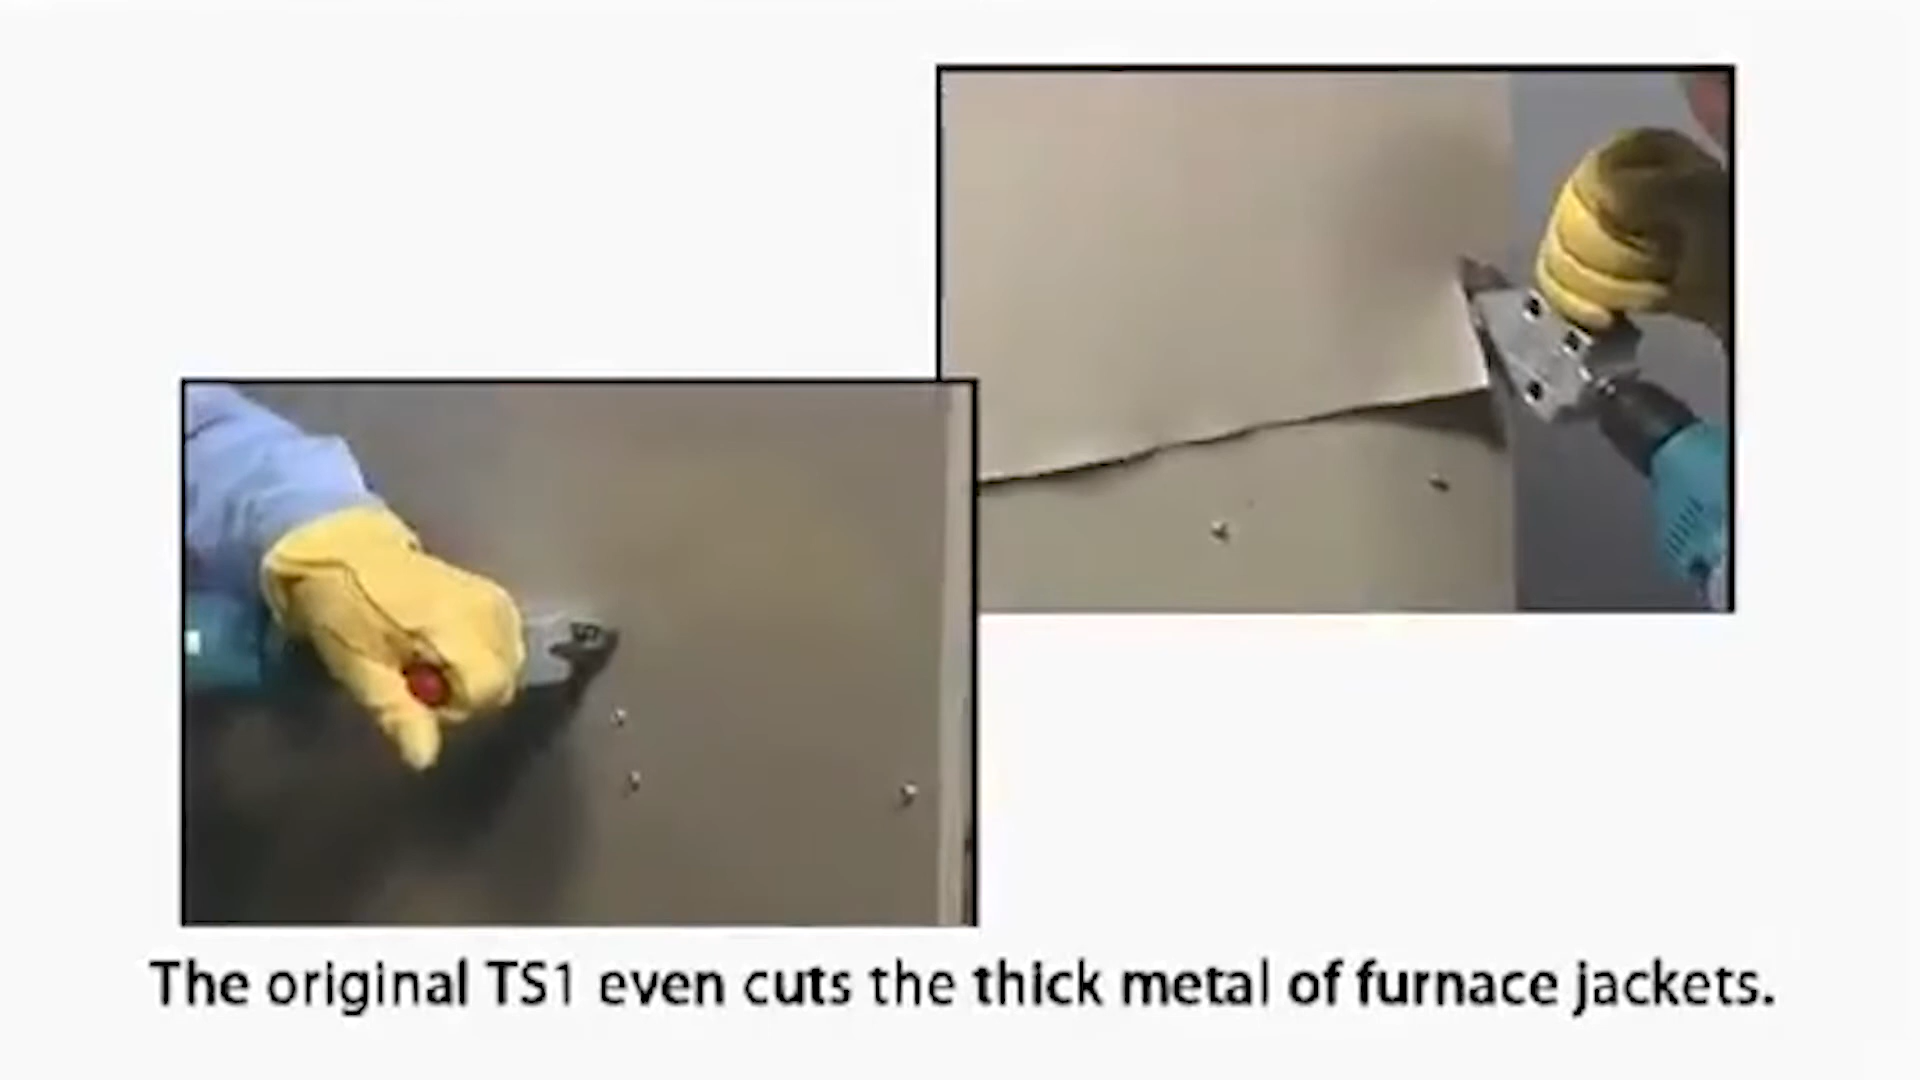 The original TS1 even cuts the thick metal of furnace jackets.